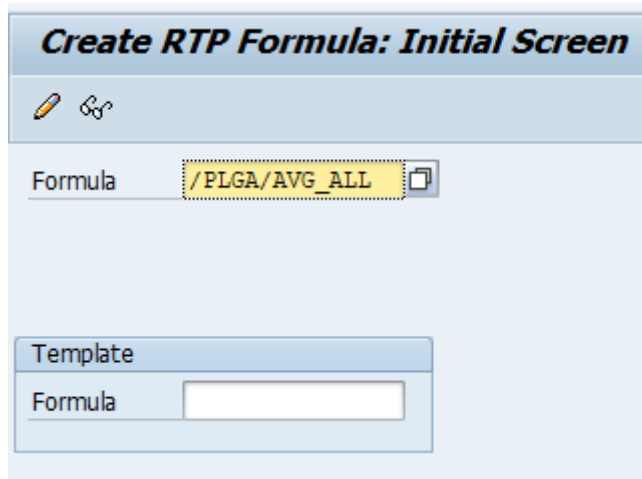 Create RTP Formula: Initial Screen
Formula /PLGA/AVG_ALL
Template
Formula